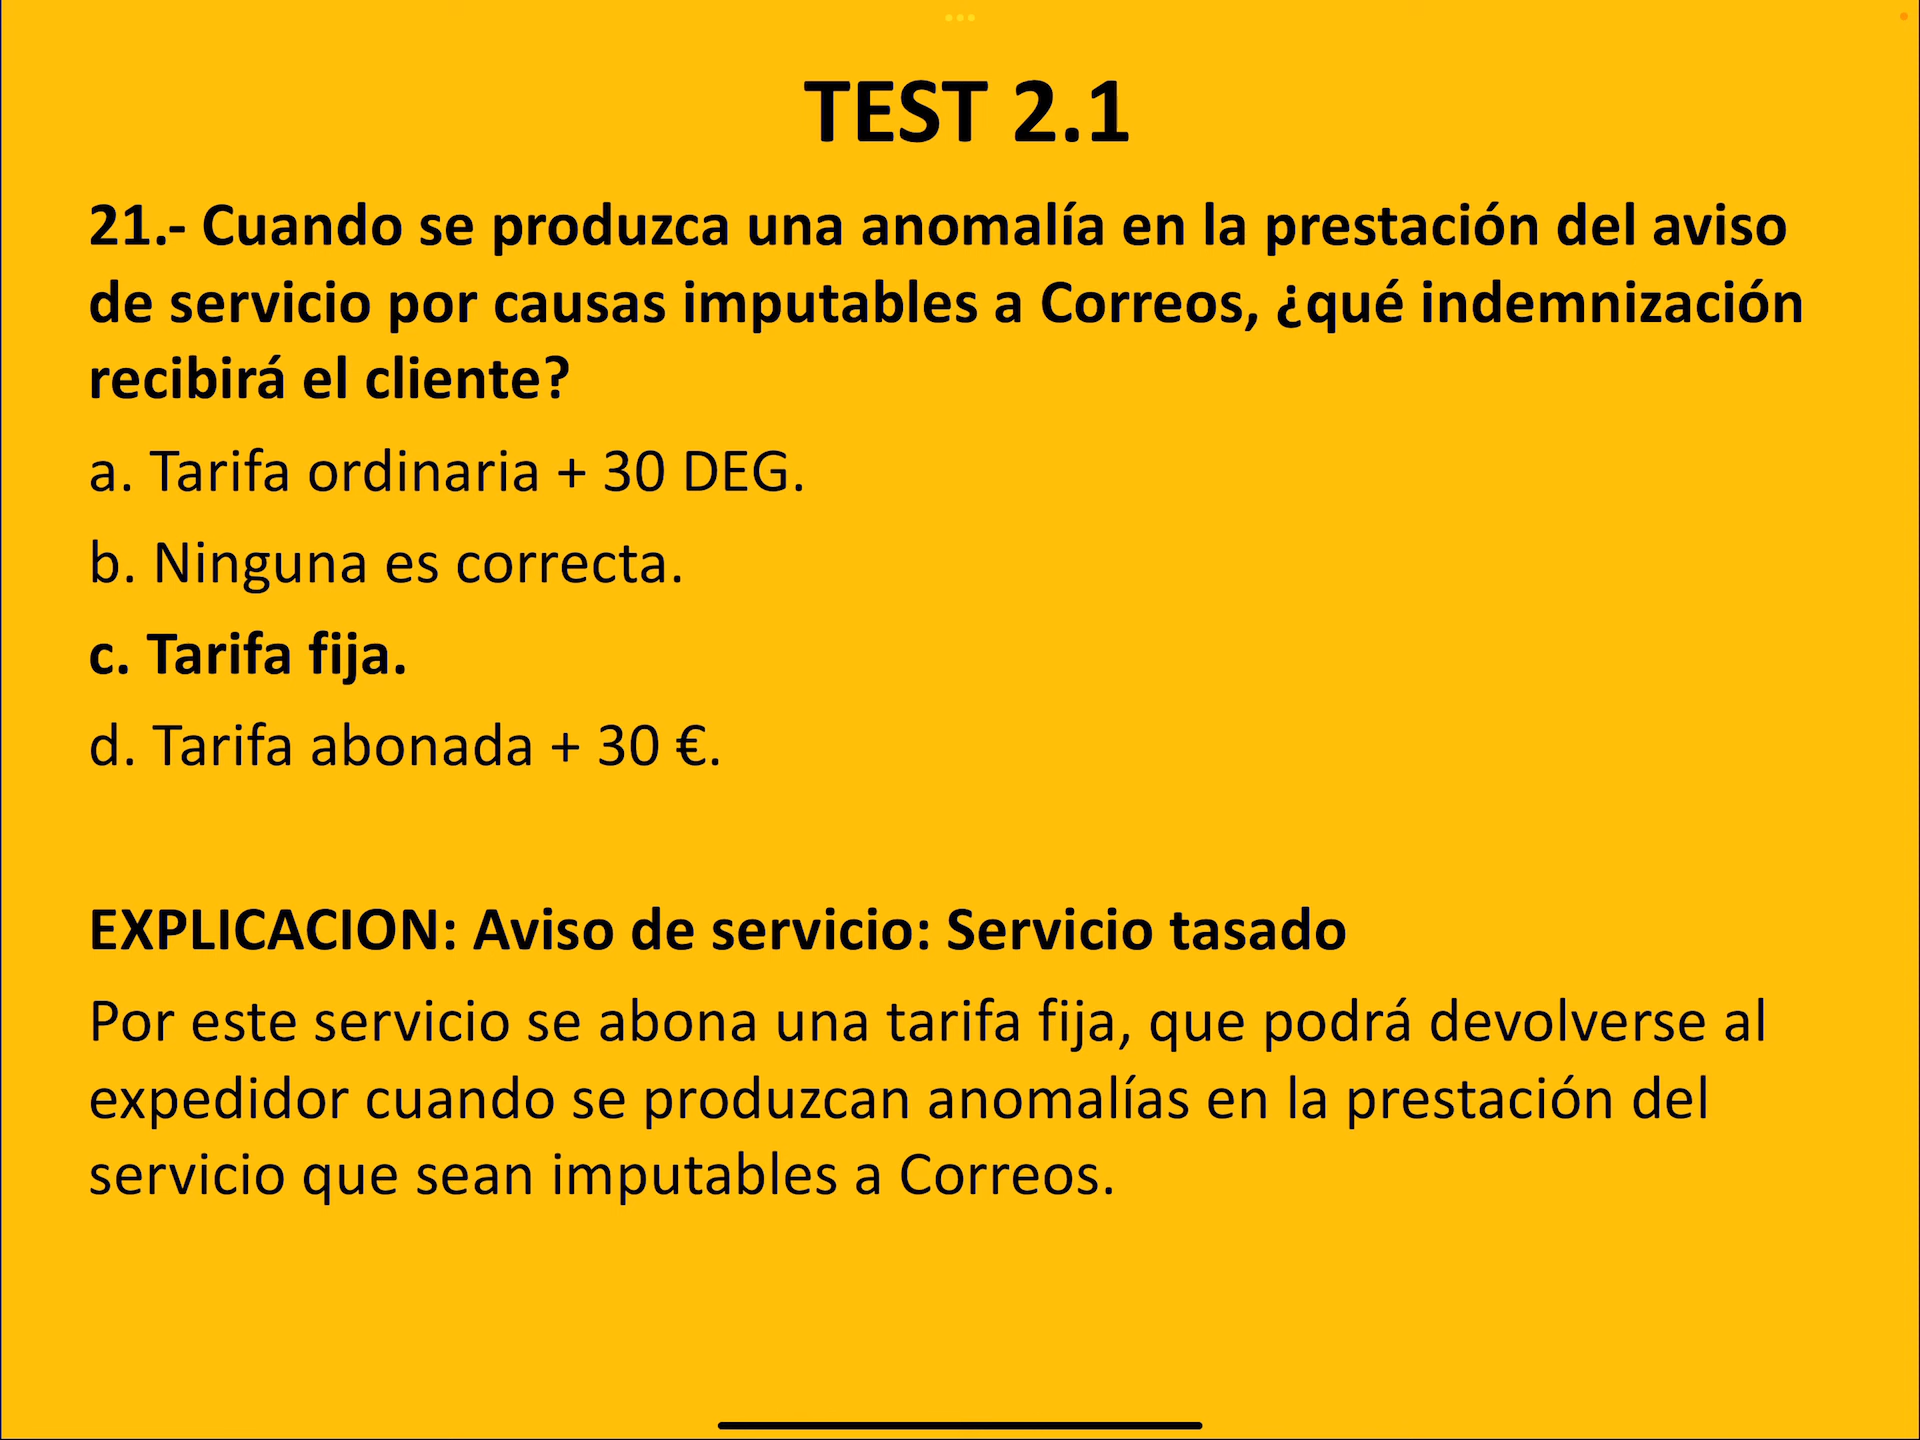 TEST 2.1
21.- Cuando se produzca una anomalía en la prestación del aviso
de servicio por causas imputables a Correos, ¿qué indemnización
recibirá el cliente?
a. Tarifa ordinaria + 30 DEG.
b. Ninguna es correcta.
c. Tarifa fija.
d. Tarifa abonada + 30 €.
EXPLICACION: Aviso de servicio: Servicio tasado
Por este servicio se abona una tarifa fija, que podrá devolverse al
expedidor cuando se produzcan anomalías en la prestación del
servicio que sean imputables a Correos.